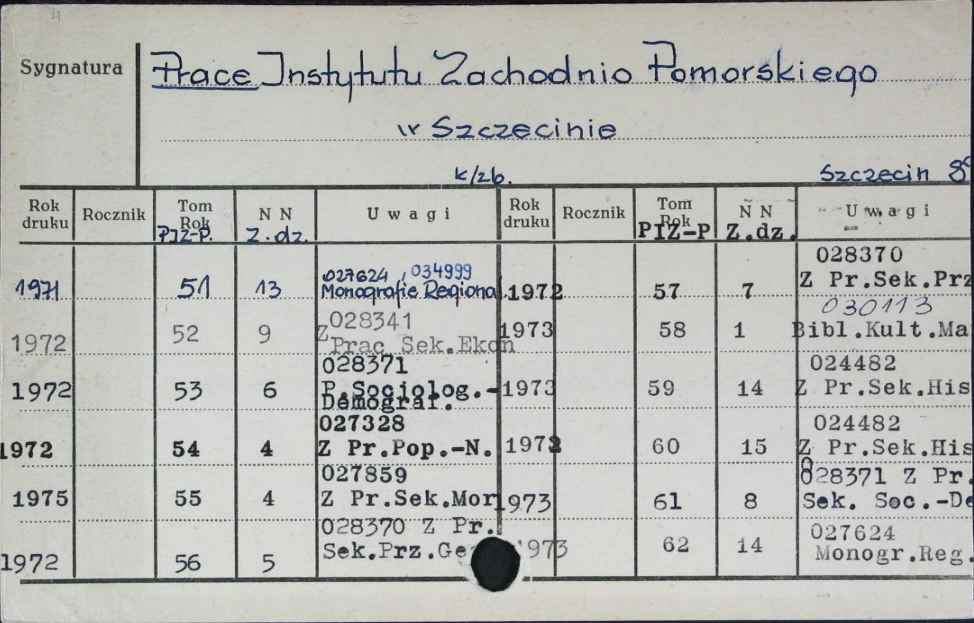 Sygnatura
Prace Instytutu Zachodnio Pomorskiego
w Szczecinie
k/zb.
Szczecin
Rok druku Rocznik Tom Rok PIZ-P. N N Z.dz. Uwagi Rok druku Rocznik Tom Rok PIZ-P N N Z.dz. Uwagi
1971 51 13 027624, 034999 Monografie Regional. 1972 57 7 028370 Z Pr.Sek.Prz
1972 52 9 028341 Z Prac Sek.Ekon 1973 58 1 030113 Bibl.Kult.Ma
1972 53 6 028371 P.Socjolog.-Demograf. 1973 59 14 024482 Z Pr.Sek.His
1972 54 4 027328 Z Pr.Pop.-N. 1973 60 15 024482 Z Pr.Sek.His
1975 55 4 027859 Z Pr.Sek.Mor 1973 61 8 028371 Z Pr. Sek. Soc.-De
1972 56 5 028370 Z Pr. Sek.Prz.Ge 1973 62 14 027624 Monogr.Reg.